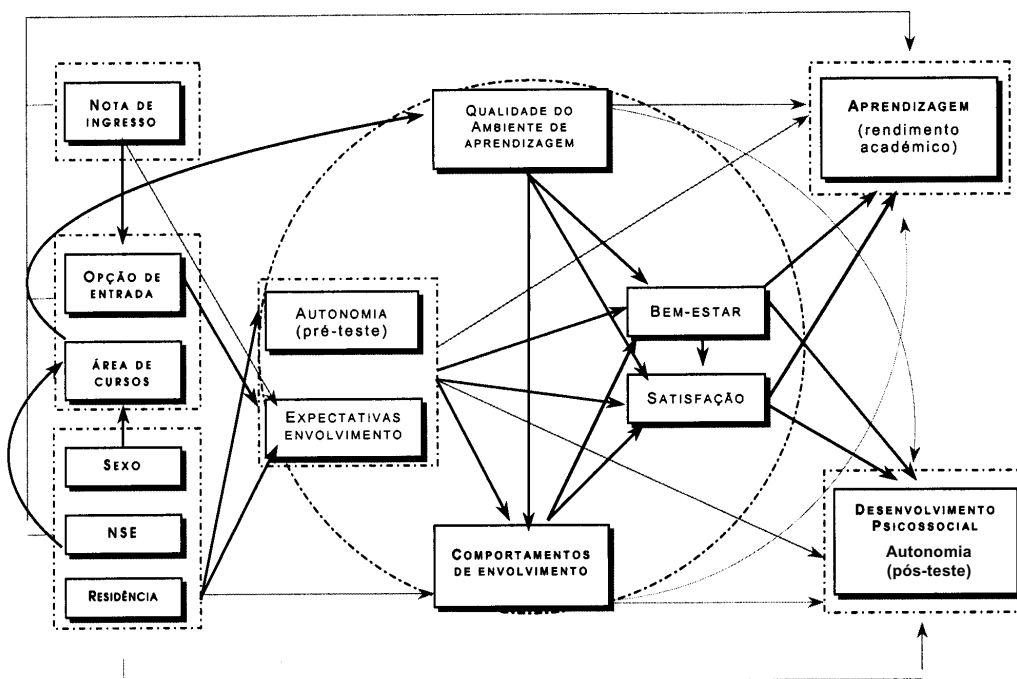 NOTA DE
INGRESSO
OPÇÃO DE
ENTRADA
ÁREA DE
CURSOS
SEXO
NSE
RESIDÊNCIA
AUTONOMIA
(pré-teste)
EXPECTATIVAS
ENVOLVIMENTO
QUALIDADE DO
AMBIENTE DE
APRENDIZAGEM
BEM-ESTAR
SATISFAÇÃO
COMPORTAMENTOS
DE ENVOLVIMENTO
APRENDIZAGEM
(rendimento
académico)
DESENVOLVIMENTO
PSICOSSOCIAL
Autonomia
(pós-teste)